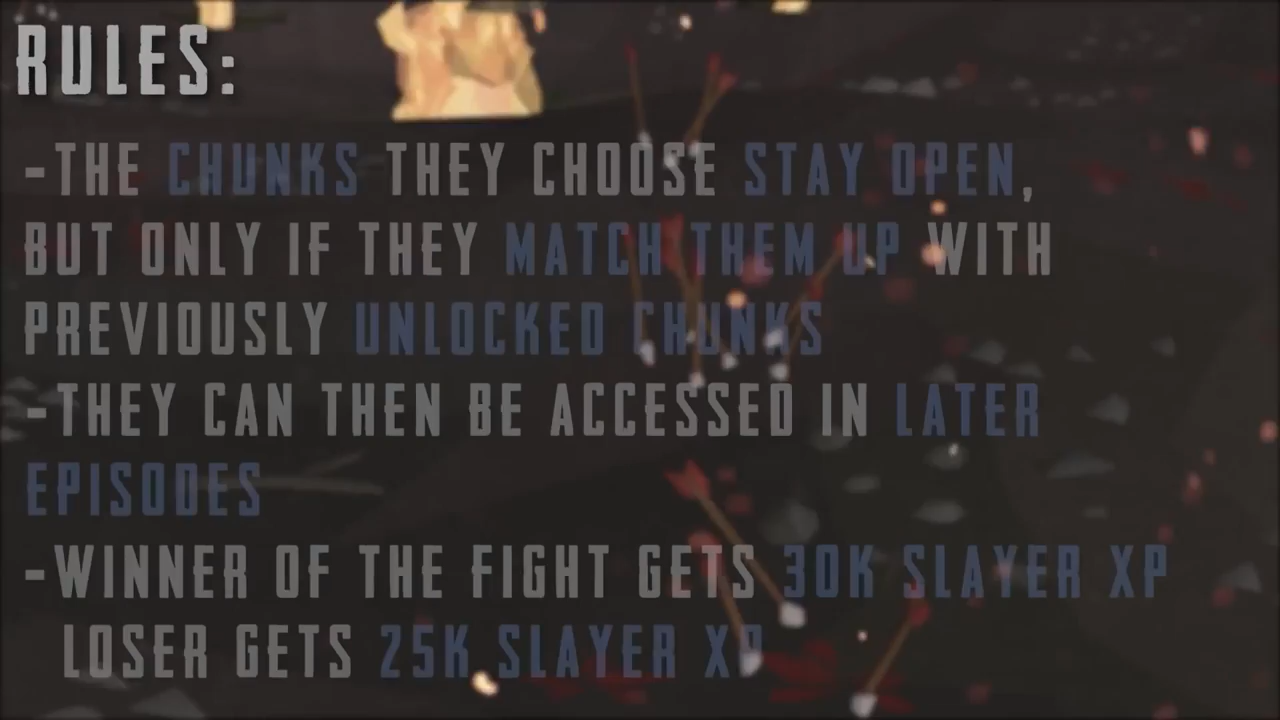 RULES:
-THE CHUNKS THEY CHOOSE STAY OPEN,
BUT ONLY IF THEY MATCH THEM UP WITH
PREVIOUSLY UNLOCKED CHUNKS
-THEY CAN THEN BE ACCESSED IN LATER
EPISODES
-WINNER OF THE FIGHT GETS 30K SLAYER XP
LOSER GETS 25K SLAYER XP